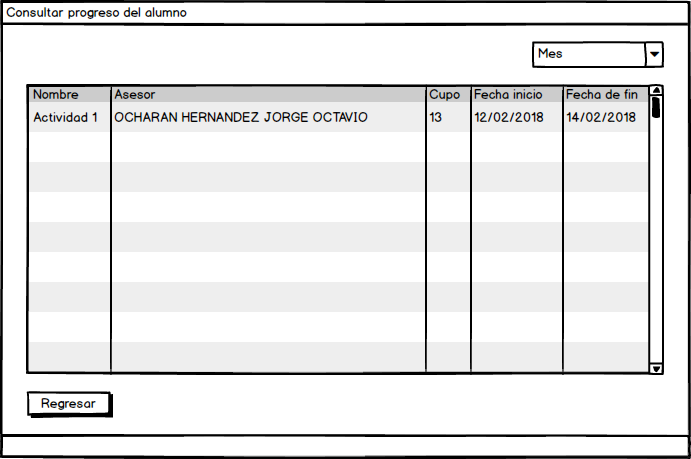 Consultar progreso del alumno
Mes
Nombre Asesor Cupo Fecha inicio Fecha de fin
Actividad 1 OCHARAN HERNANDEZ JORGE OCTAVIO 13 12/02/2018 14/02/2018
Regresar